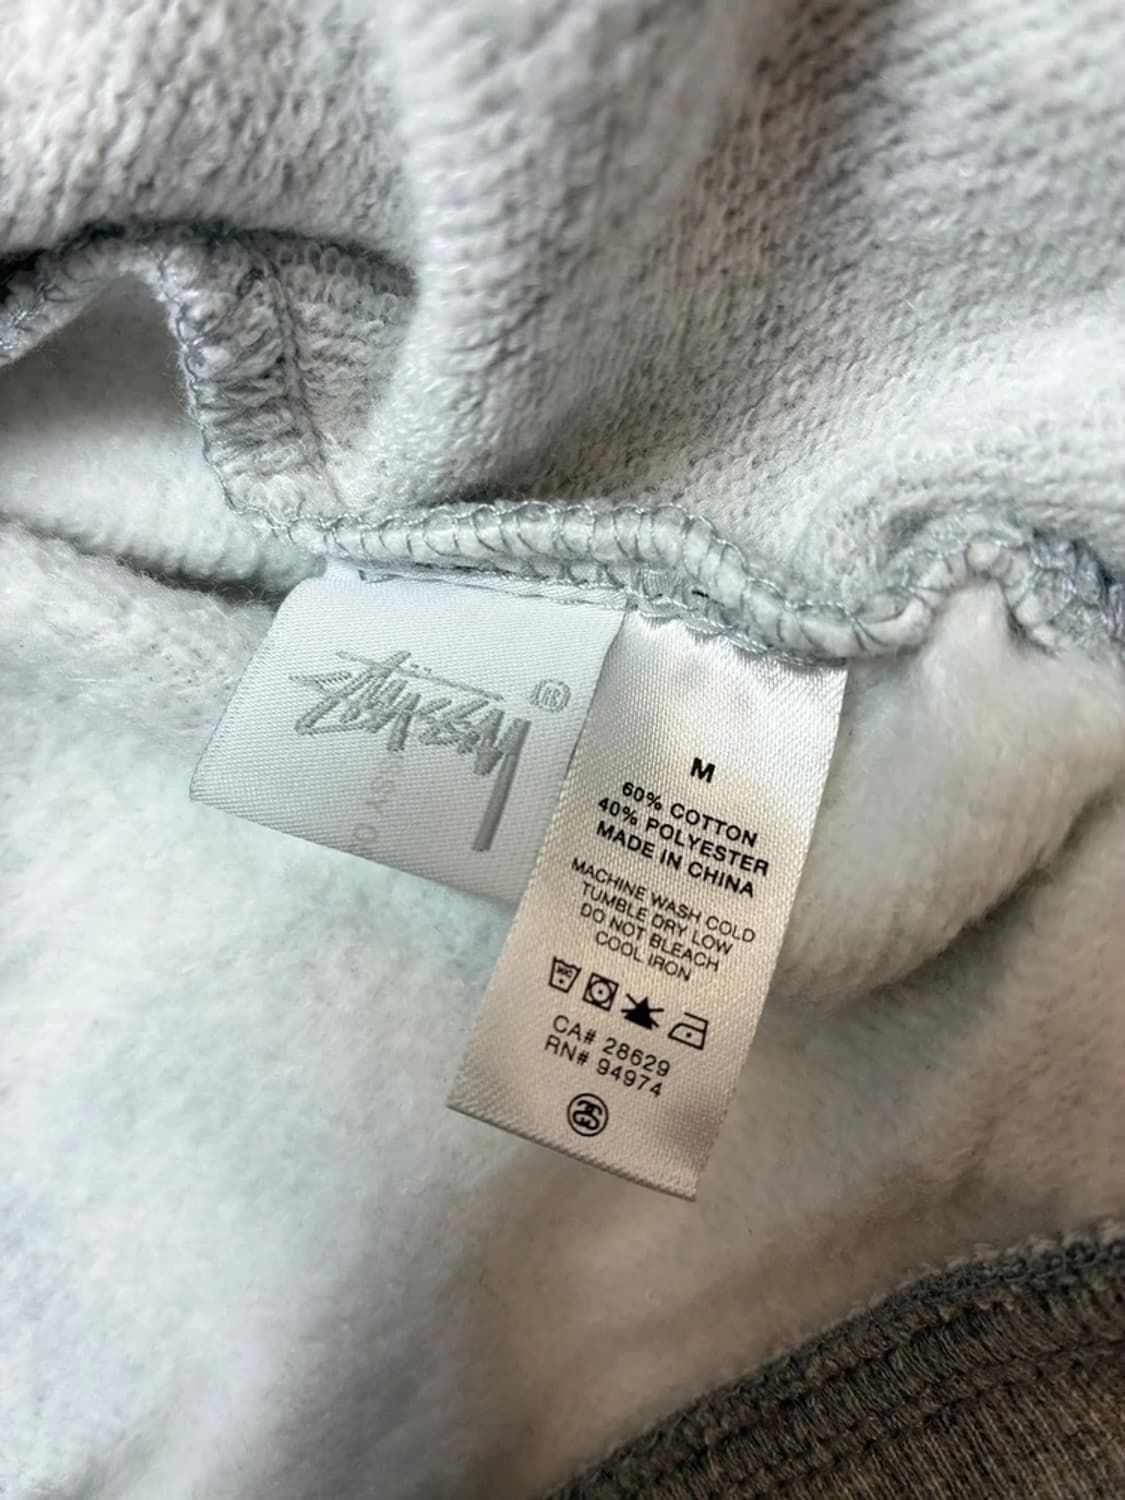 Stüssy ®
M
60% COTTON
40% POLYESTER
MADE IN CHINA
MACHINE WASH COLD
TUMBLE DRY LOW
DO NOT BLEACH
COOL IRON
CA# 28629
RN# 94974